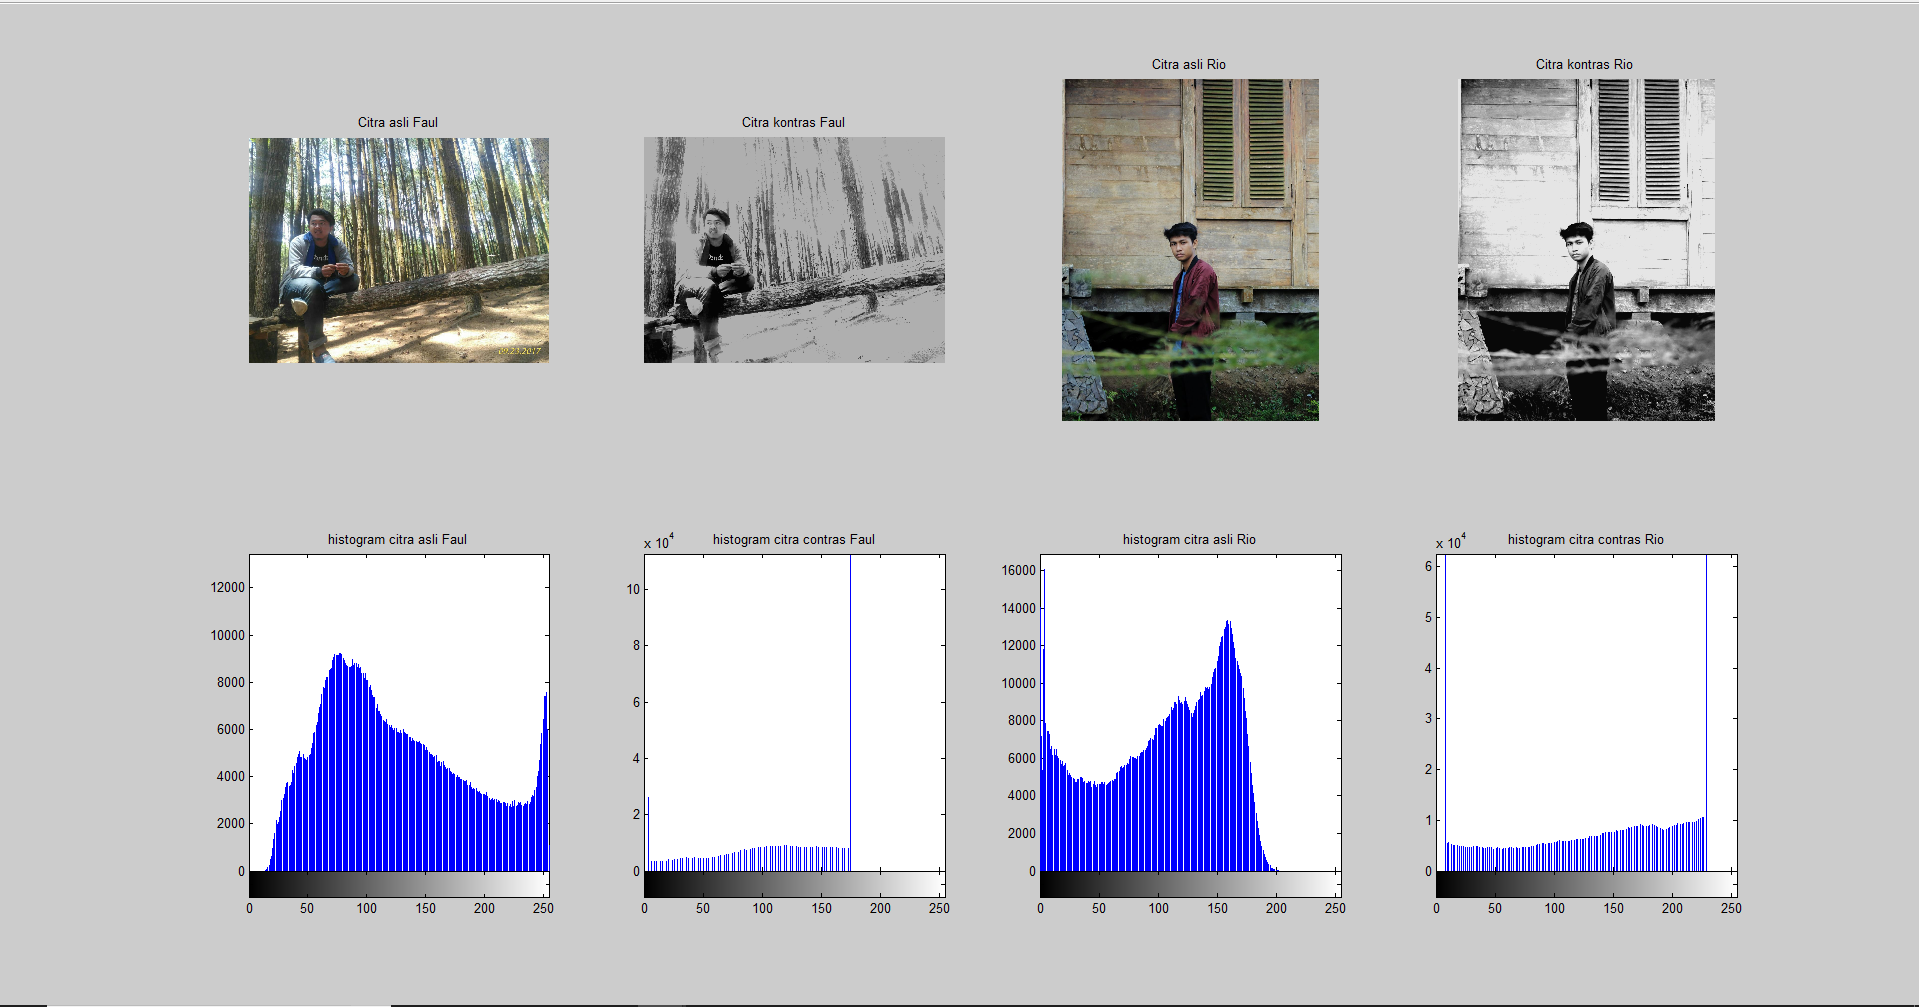 Citra asli Faul
Citra kontras Faul
Citra asli Rio
Citra kontras Rio
09.23.2017
histogram citra asli Faul
12000
10000
8000
6000
4000
2000
0
0 50 100 150 200 250
x 10^4 histogram citra contras Faul
10
8
6
4
2
0
0 50 100 150 200 250
histogram citra asli Rio
16000
14000
12000
10000
8000
6000
4000
2000
0
0 50 100 150 200 250
x 10^4 histogram citra contras Rio
6
5
4
3
2
1
0
0 50 100 150 200 250